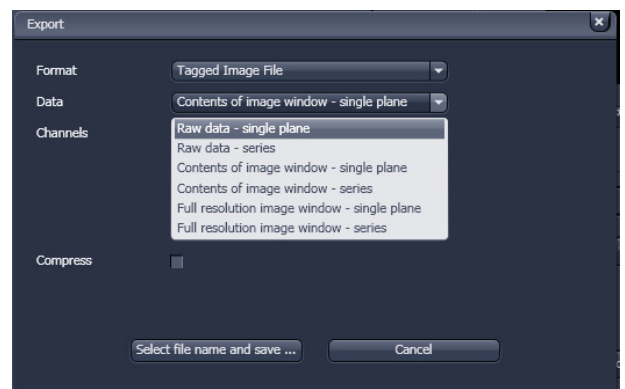 Export
Format Tagged Image File
Data Contents of image window - single plane
Channels Raw data - single plane
Raw data - series
Contents of image window - single plane
Contents of image window - series
Full resolution image window - single plane
Full resolution image window - series
Compress
Select file name and save ... Cancel